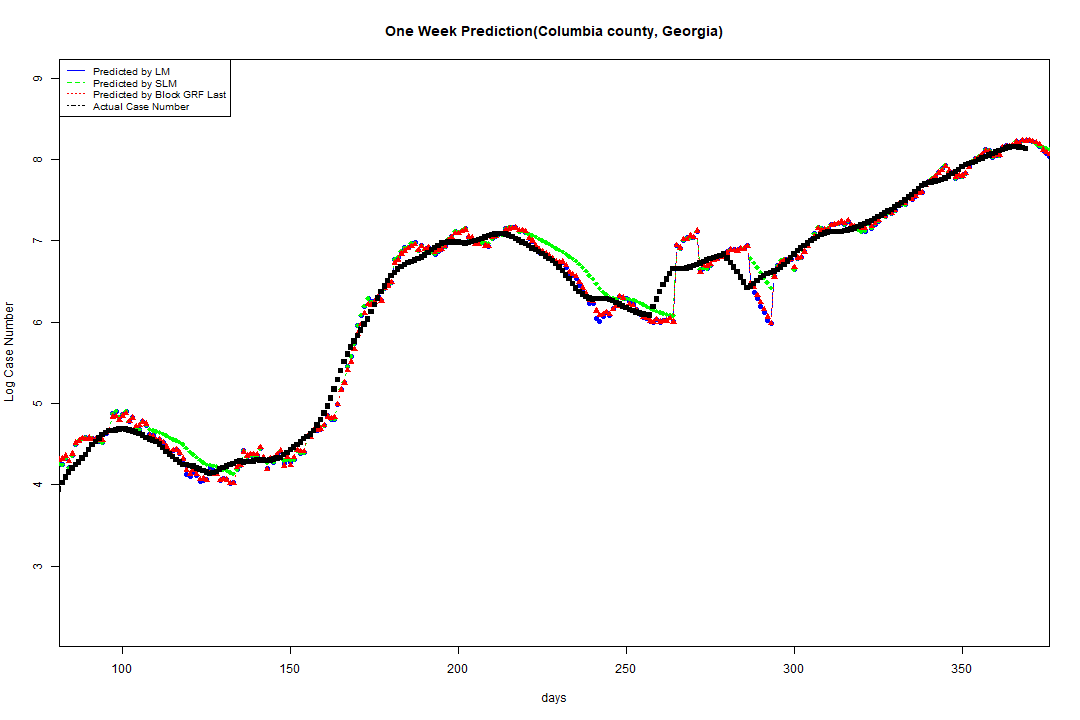 One Week Prediction(Columbia county, Georgia)
Predicted by LM
Predicted by SLM
Predicted by Block GRF Last
Actual Case Number
9
8
7
6
5
4
3
Log Case Number
100 150 200 250 300 350
days